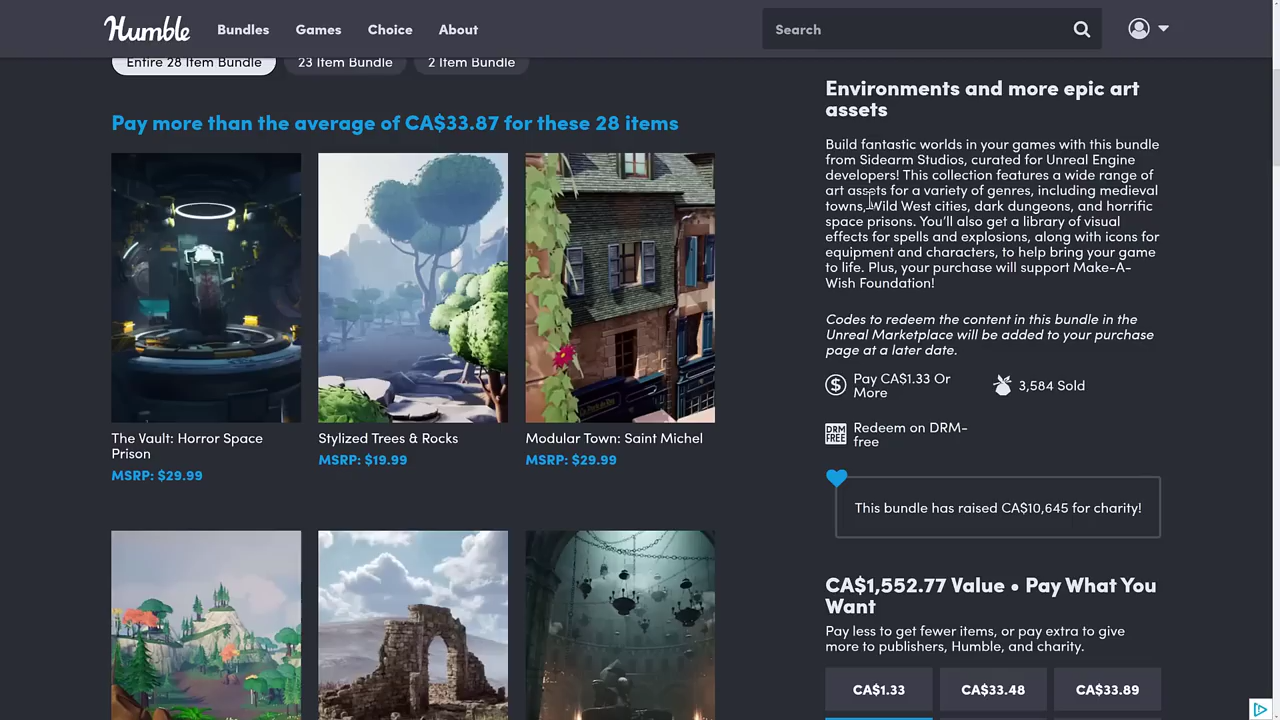 Humble
Bundles
Games
Choice
About
Search
Entire 28 Item Bundle
23 Item Bundle
2 Item Bundle
Pay more than the average of CA$33.87 for these 28 items
The Vault: Horror Space
Prison
MSRP: $29.99
Stylized Trees & Rocks
MSRP: $19.99
Modular Town: Saint Michel
MSRP: $29.99
Environments and more epic art
assets
Build fantastic worlds in your games with this bundle
from Sidearm Studios, curated for Unreal Engine
developers! This collection features a wide range of
art assets for a variety of genres, including medieval
towns, Wild West cities, dark dungeons, and horrific
space prisons. You'll also get a library of visual
effects for spells and explosions, along with icons for
equipment and characters, to help bring your game
to life. Plus, your purchase will support Make-A-
Wish Foundation!
Codes to redeem the content in this bundle in the
Unreal Marketplace will be added to your purchase
page at a later date.
Pay CA$1.33 Or
More
3,584 Sold
DRM
FREE
Redeem on DRM-
free
This bundle has raised CA$10,645 for charity!
CA$1,552.77 Value • Pay What You
Want
Pay less to get fewer items, or pay extra to give
more to publishers, Humble, and charity.
CA$1.33
CA$33.48
CA$33.89